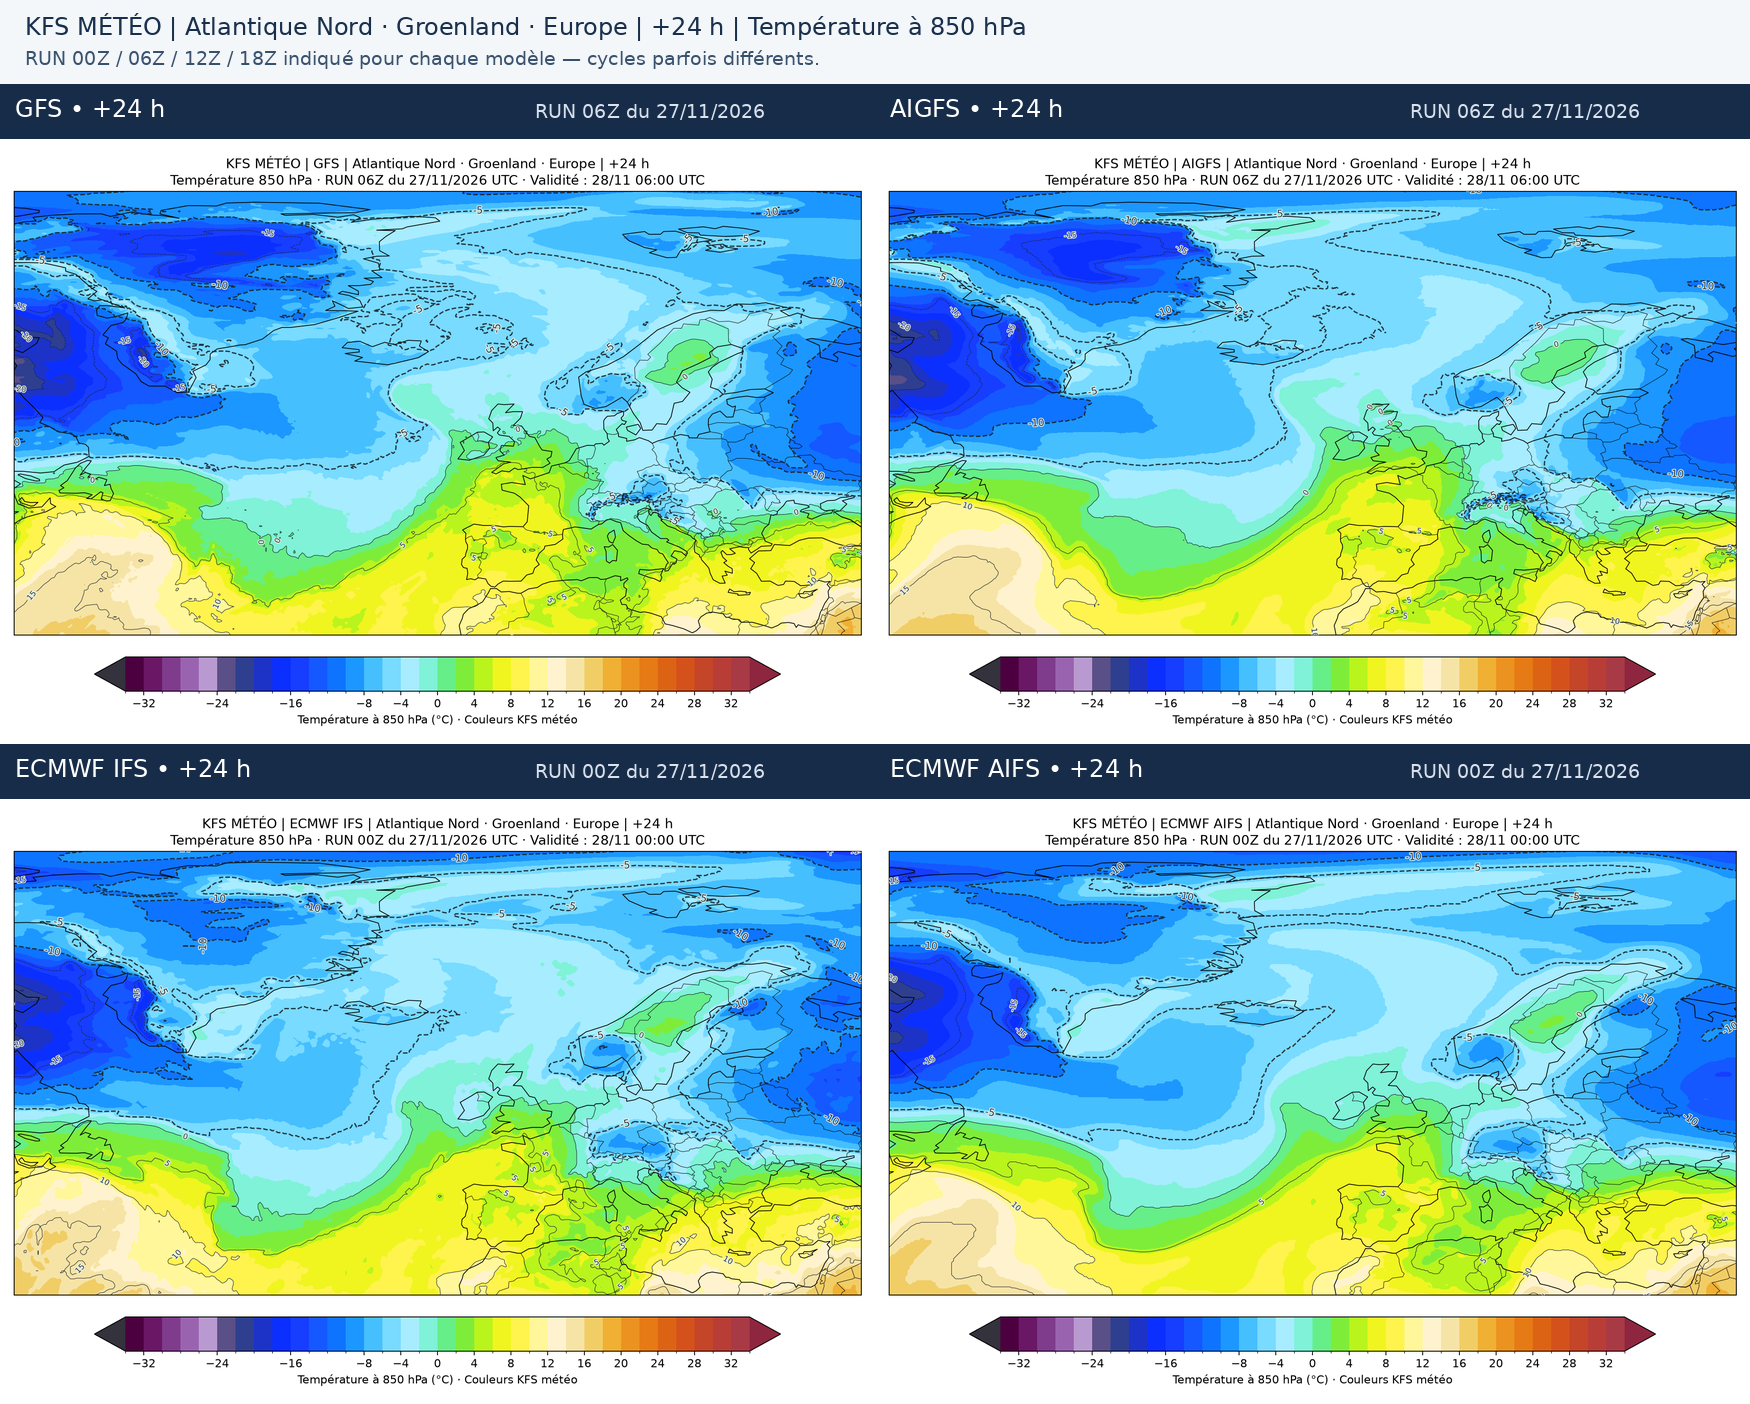 KFS MÉTÉO | Atlantique Nord · Groenland · Europe | +24 h | Température à 850 hPa
RUN 00Z / 06Z / 12Z / 18Z indiqué pour chaque modèle — cycles parfois différents.
GFS • +24 h
RUN 06Z du 27/11/2026
AIGFS • +24 h
RUN 06Z du 27/11/2026
KFS MÉTÉO | GFS | Atlantique Nord · Groenland · Europe | +24 h
Température 850 hPa · RUN 06Z du 27/11/2026 UTC · Validité : 28/11 06:00 UTC
KFS MÉTÉO | AIGFS | Atlantique Nord · Groenland · Europe | +24 h
Température 850 hPa · RUN 06Z du 27/11/2026 UTC · Validité : 28/11 06:00 UTC
−32 −24 −16 −8 −4 0 4 8 12 16 20 24 28 32
Température à 850 hPa (°C) · Couleurs KFS météo
−32 −24 −16 −8 −4 0 4 8 12 16 20 24 28 32
Température à 850 hPa (°C) · Couleurs KFS météo
ECMWF IFS • +24 h
RUN 00Z du 27/11/2026
ECMWF AIFS • +24 h
RUN 00Z du 27/11/2026
KFS MÉTÉO | ECMWF IFS | Atlantique Nord · Groenland · Europe | +24 h
Température 850 hPa · RUN 00Z du 27/11/2026 UTC · Validité : 28/11 00:00 UTC
KFS MÉTÉO | ECMWF AIFS | Atlantique Nord · Groenland · Europe | +24 h
Température 850 hPa · RUN 00Z du 27/11/2026 UTC · Validité : 28/11 00:00 UTC
−32 −24 −16 −8 −4 0 4 8 12 16 20 24 28 32
Température à 850 hPa (°C) · Couleurs KFS météo
−32 −24 −16 −8 −4 0 4 8 12 16 20 24 28 32
Température à 850 hPa (°C) · Couleurs KFS météo